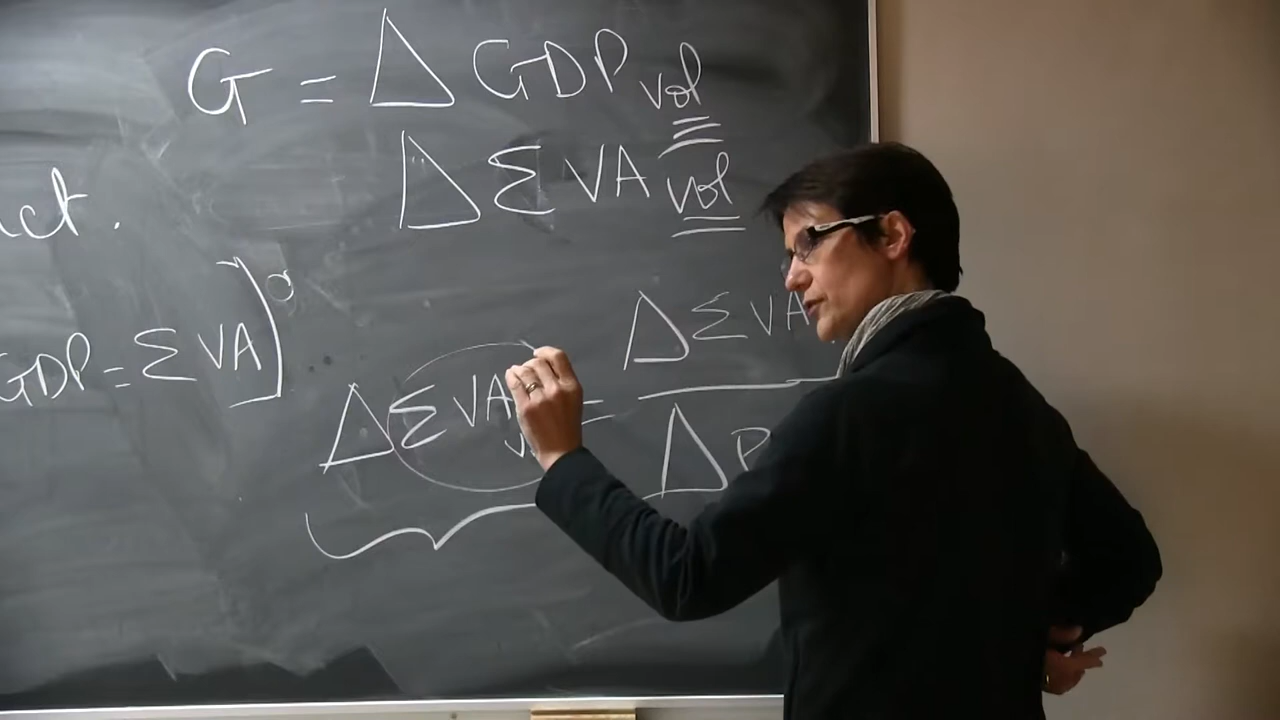 G = Δ GDP vol
Δ Σ VA vol
ct.
GDP = Σ VA
Δ Σ VA = Δ Σ VA
Δ P